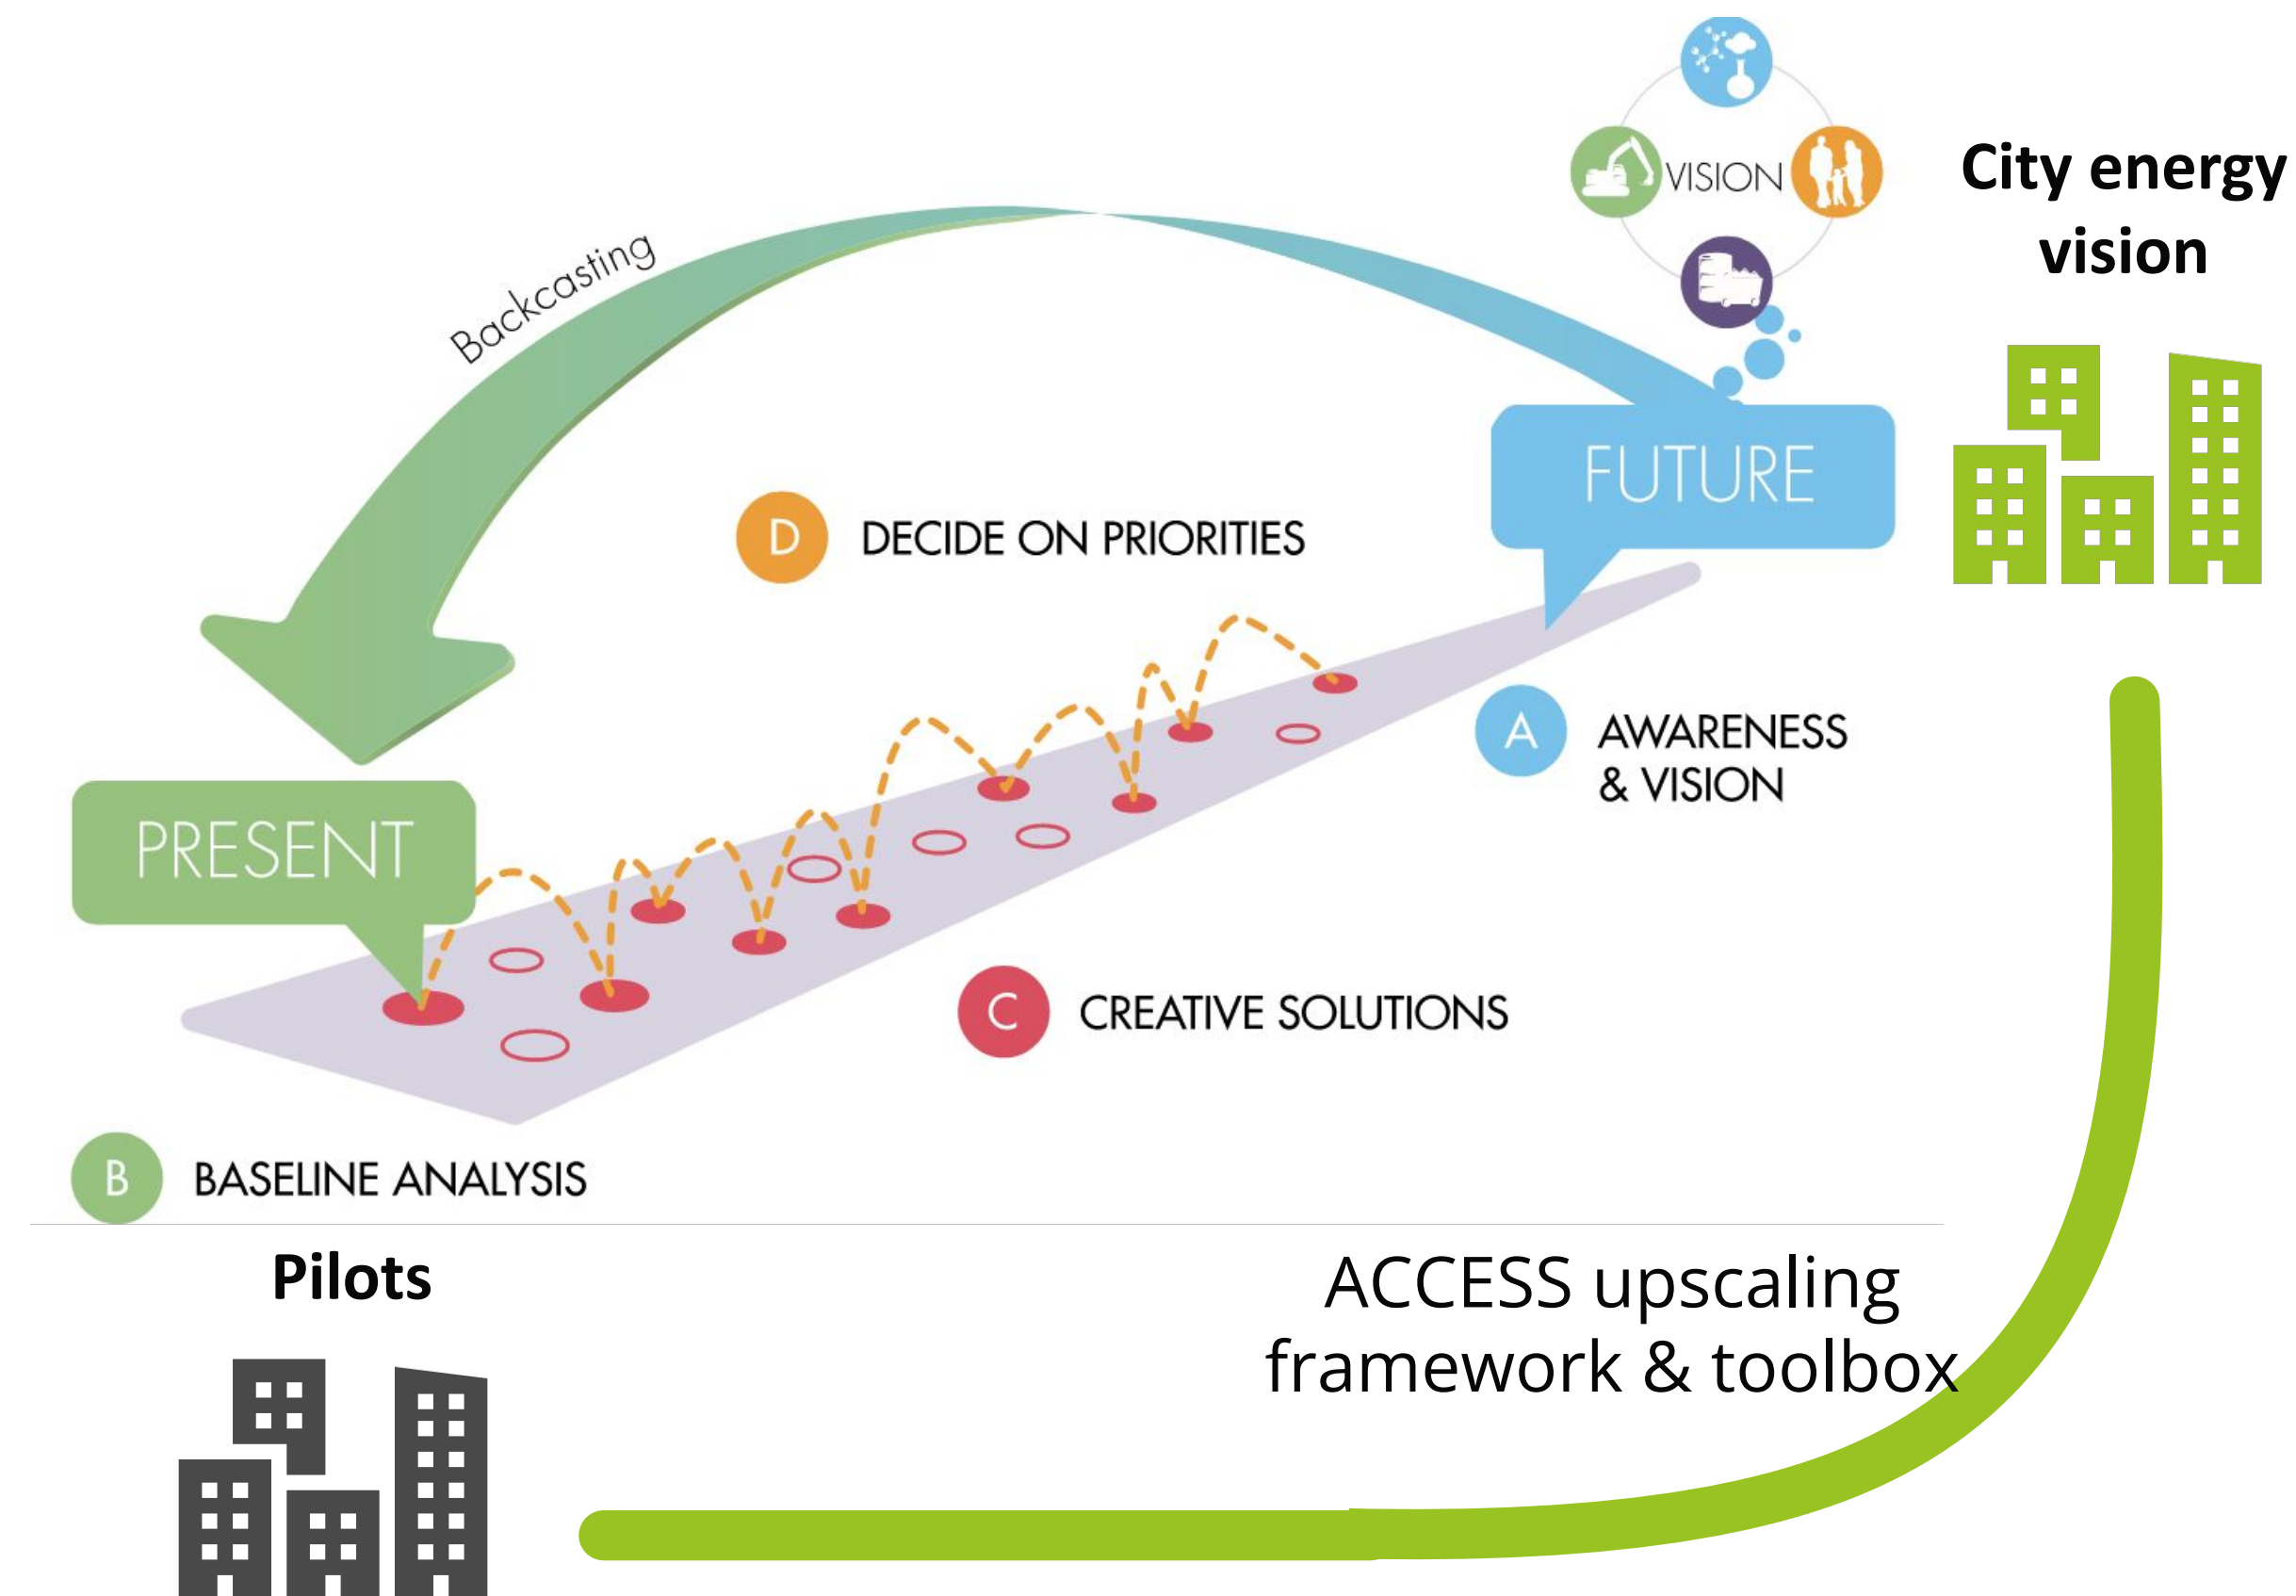 VISION
City energy
vision
Backcasting
FUTURE
D
DECIDE ON PRIORITIES
A
AWARENESS
& VISION
PRESENT
C
CREATIVE SOLUTIONS
B
BASELINE ANALYSIS
Pilots
ACCESS upscaling
framework & toolbox